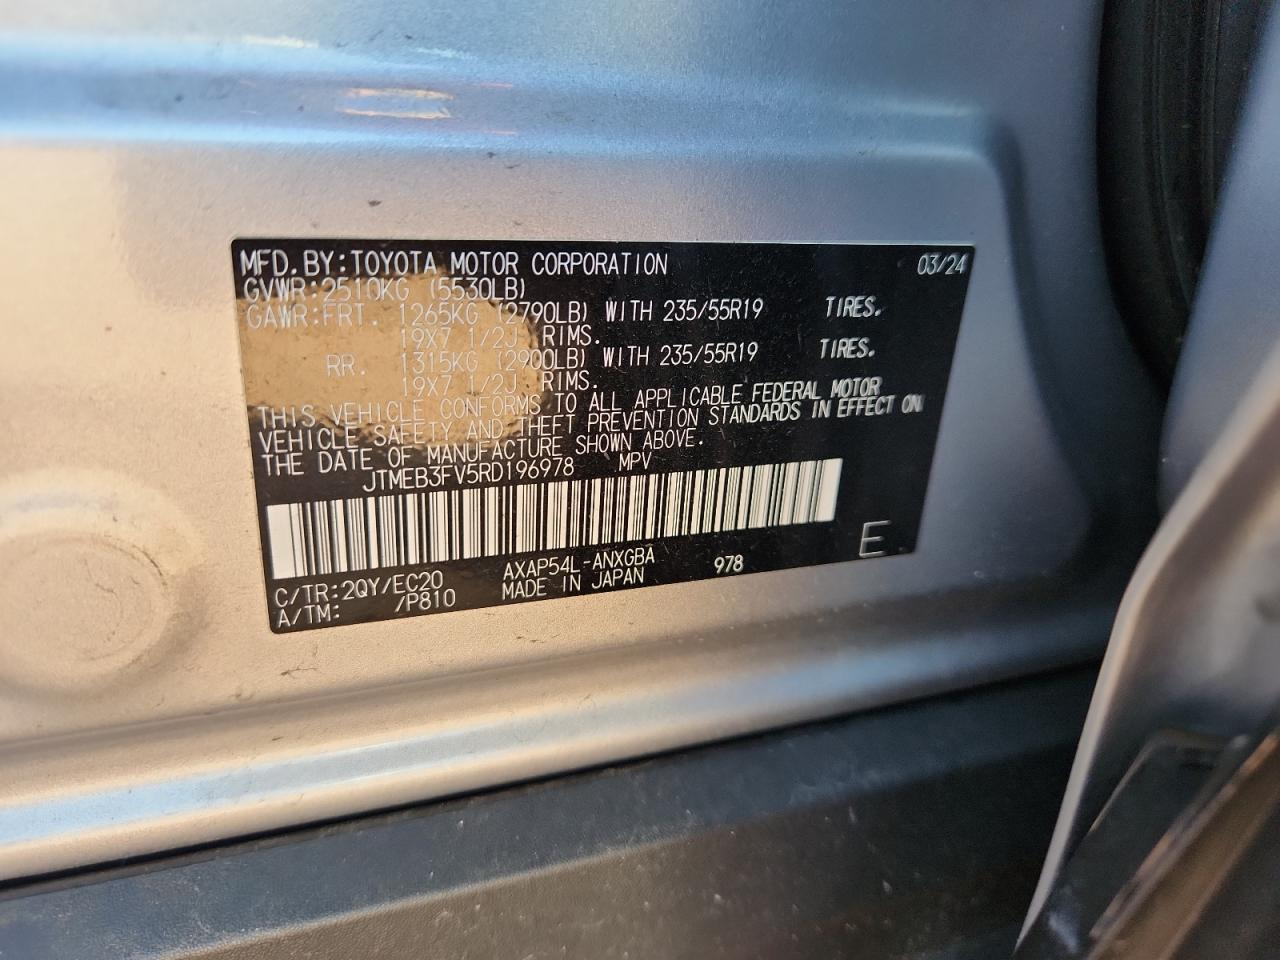 MFD. BY: TOYOTA MOTOR CORPORATION 03/24
GVWR: 2510KG (5530LB)
GAWR: FRT. 1265KG (2790LB) WITH 235/55R19 TIRES.
19X7 1/2J RIMS.
RR. 1315KG (2900LB) WITH 235/55R19 TIRES.
19X7 1/2J RIMS.
THIS VEHICLE CONFORMS TO ALL APPLICABLE FEDERAL MOTOR
VEHICLE SAFETY AND THEFT PREVENTION STANDARDS IN EFFECT ON
THE DATE OF MANUFACTURE SHOWN ABOVE.
JTMEB3FV5RD196978 MPV
E
C/TR: 2QY/EC20 AXAP54L-ANXGBA 978
A/TM: /P810 MADE IN JAPAN